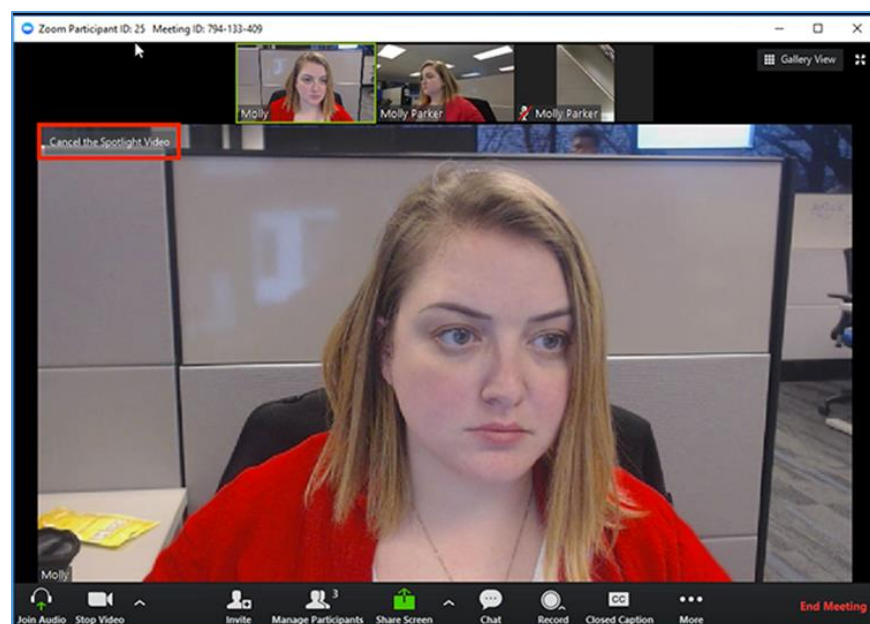 Zoom Participant ID: 25 Meeting ID: 794-133-409
Gallery View
Molly
Molly Parker
Molly Parker
Cancel the Spotlight Video
Molly
3
Join Audio
Stop Video
Invite
Manage Participants
Share Screen
Chat
Record
CC
Closed Caption
More
End Meeting